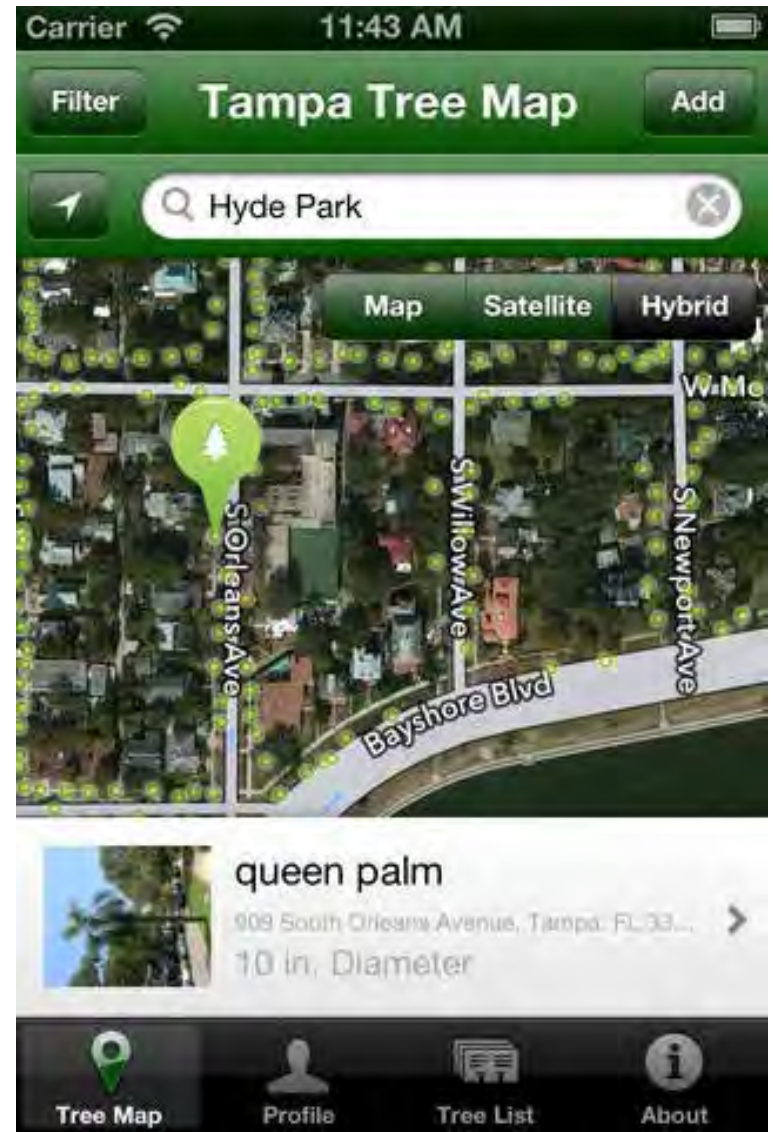 Carrier 11:43 AM
Filter Tampa Tree Map Add
Hyde Park
Map Satellite Hybrid
W Mo
S Orleans Ave
S Willow Ave
S Newport Ave
Bayshore Blvd
queen palm
909 South Orleans Avenue, Tampa, FL 33...
10 in. Diameter
Tree Map Profile Tree List About